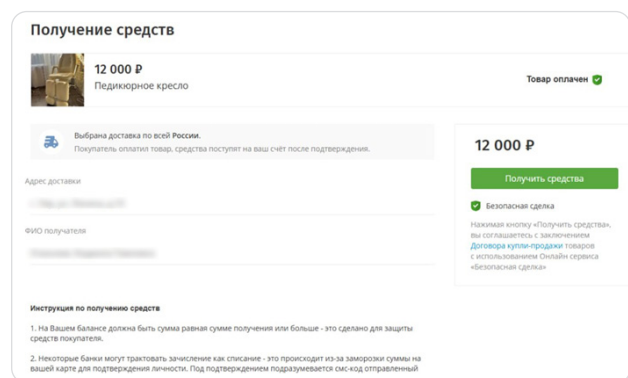 Получение средств
12 000 ₽
Педикюрное кресло
Товар оплачен
Выбрана доставка по всей России.
Покупатель оплатил товар, средства поступят на ваш счёт после подтверждения.
Адрес доставки
ФИО получателя
Инструкция по получению средств
1. На Вашем балансе должна быть сумма равная сумме получения или больше - это сделано для защиты
средств покупателя.
2. Некоторые банки могут трактовать зачисление как списание - это происходит из-за заморозки суммы на
вашей карте для подтверждения личности. Под подтверждением подразумевается смс-код отправленный
12 000 ₽
Получить средства
Безопасная сделка
Нажимая кнопку «Получить средства»,
вы соглашаетесь с заключением
Договора купли-продажи товаров
с использованием Онлайн сервиса
«Безопасная сделка»